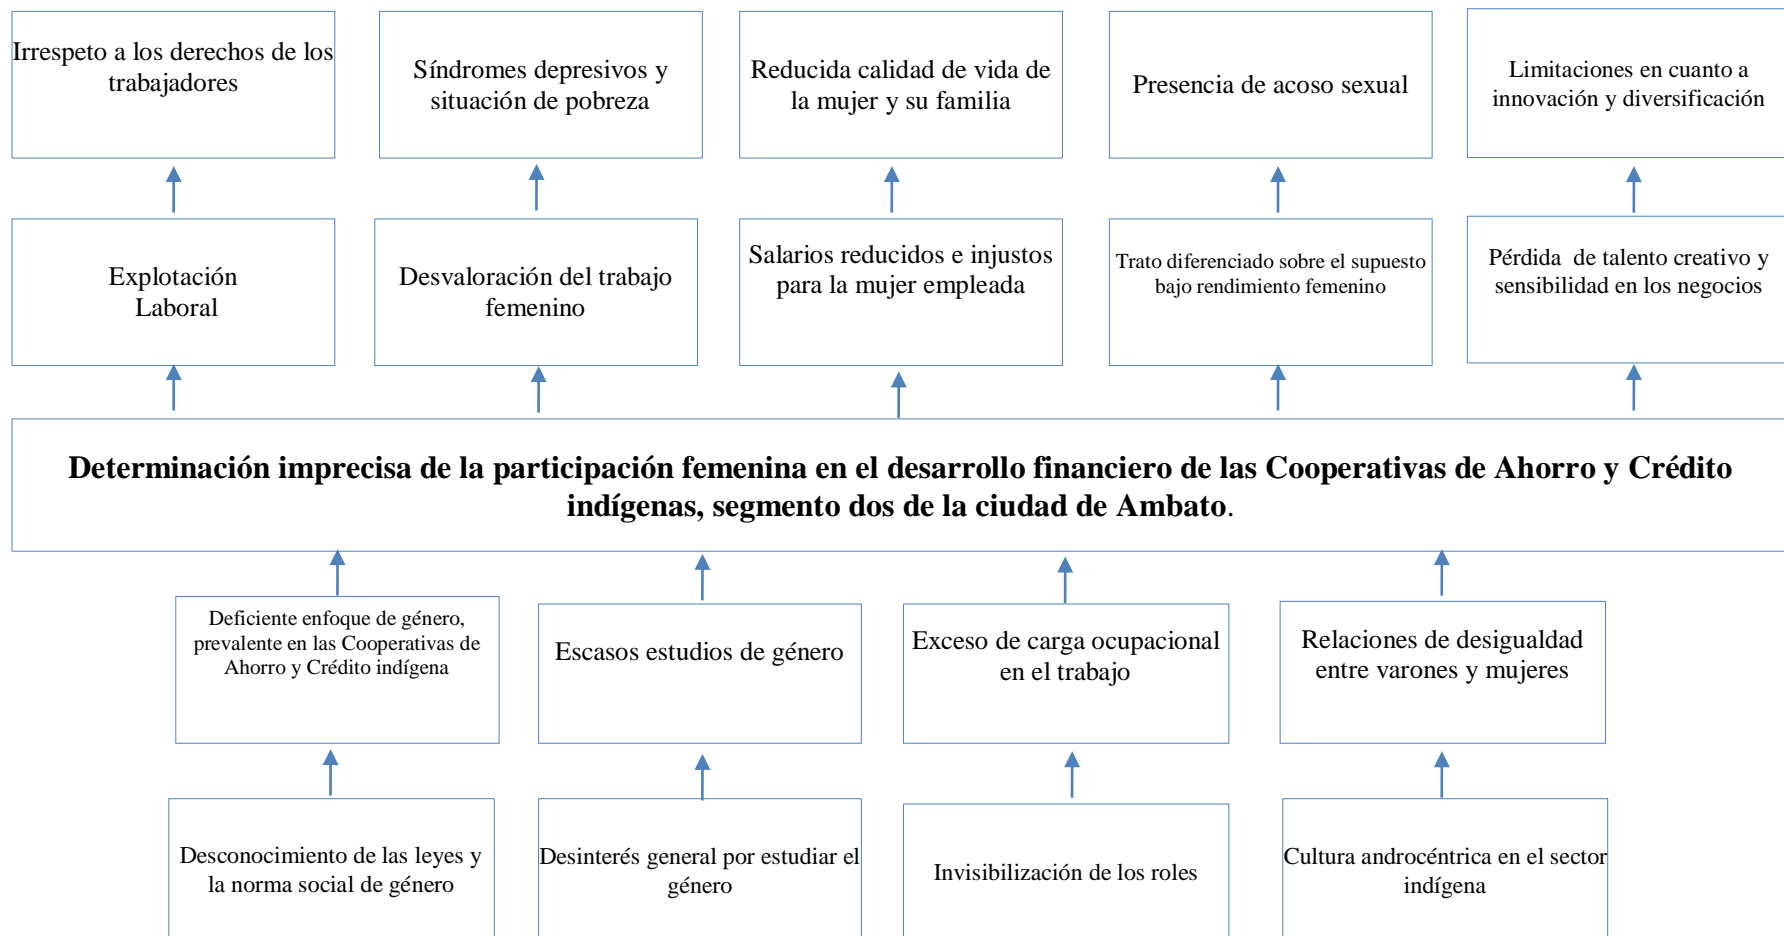 Irrespeto a los derechos de los
trabajadores
Síndromes depresivos y
situación de pobreza
Reducida calidad de vida de
la mujer y su familia
Presencia de acoso sexual
Limitaciones en cuanto a
innovación y diversificación
Explotación
Laboral
Desvaloración del trabajo
femenino
Salarios reducidos e injustos
para la mujer empleada
Trato diferenciado sobre el supuesto
bajo rendimiento femenino
Pérdida de talento creativo y
sensibilidad en los negocios
Determinación imprecisa de la participación femenina en el desarrollo financiero de las Cooperativas de Ahorro y Crédito
indígenas, segmento dos de la ciudad de Ambato.
Deficiente enfoque de género,
prevalente en las Cooperativas de
Ahorro y Crédito indígena
Escasos estudios de género
Exceso de carga ocupacional
en el trabajo
Relaciones de desigualdad
entre varones y mujeres
Desconocimiento de las leyes y
la norma social de género
Desinterés general por estudiar el
género
Invisibilización de los roles
Cultura androcéntrica en el sector
indígena